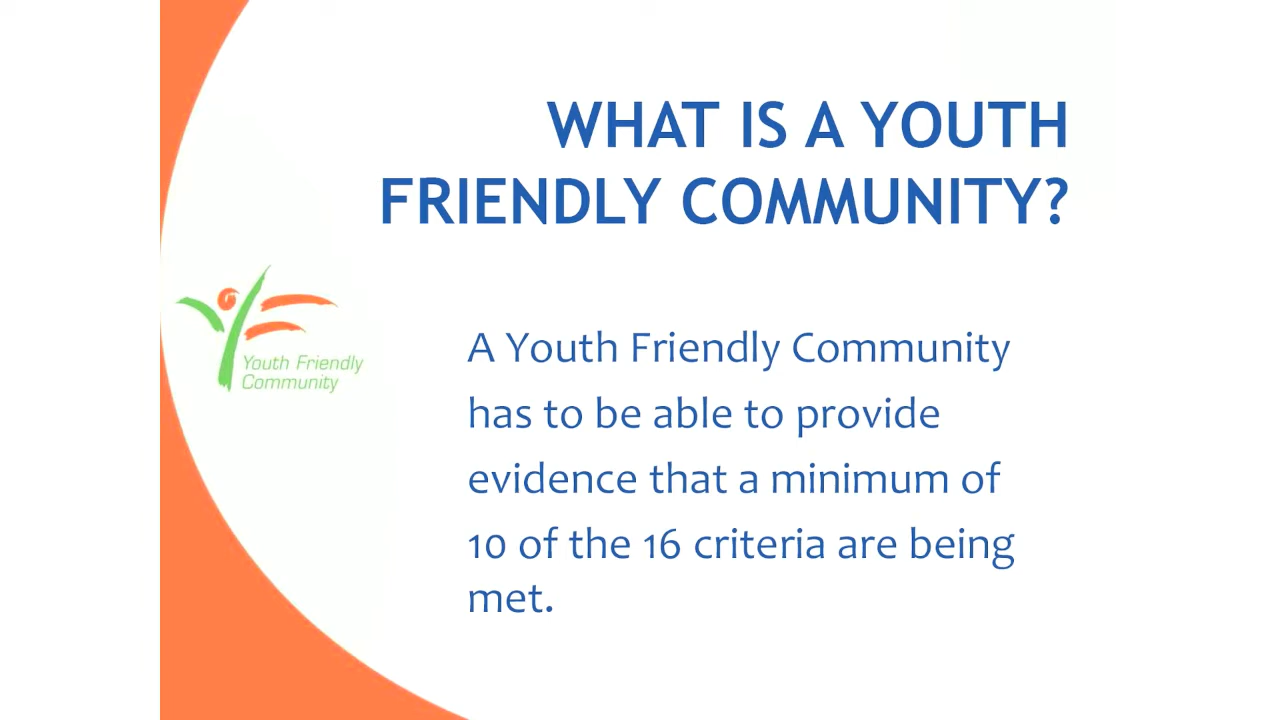 WHAT IS A YOUTH
FRIENDLY COMMUNITY?
Youth Friendly
Community
A Youth Friendly Community
has to be able to provide
evidence that a minimum of
10 of the 16 criteria are being
met.